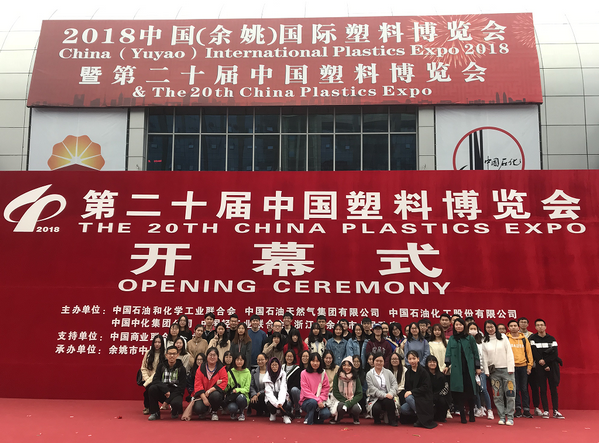 2018中国(余姚)国际塑料博览会
China (Yuyao) International Plastics Expo 2018
暨第二十届中国塑料博览会
& The 20th China Plastics Expo
中国石化
2018
第二十届中国塑料博览会
THE 20TH CHINA PLASTICS EXPO
开幕式
OPENING CEREMONY
主办单位：中国石油和化学工业联合会 中国石油天然气集团有限公司 中国石油化工股份有限公司
中国中化集团 浙江
支持单位：中国商业联
承办单位：余姚市中